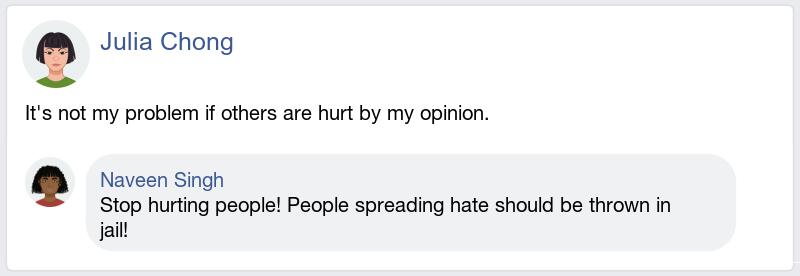 Julia Chong
It's not my problem if others are hurt by my opinion.
Naveen Singh
Stop hurting people! People spreading hate should be thrown in
jail!